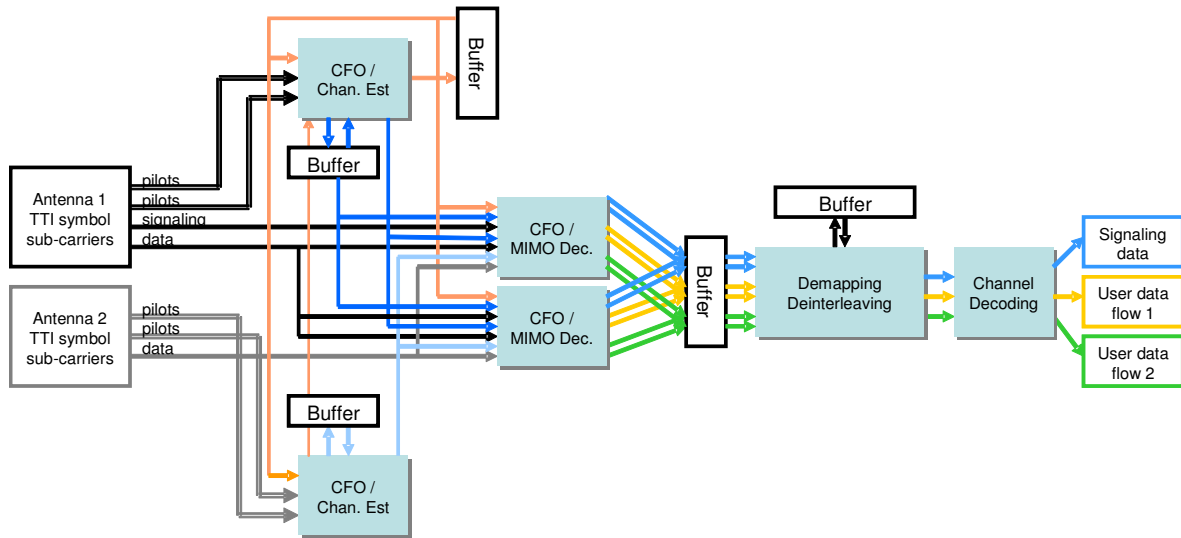 Buffer
CFO /
Chan. Est
Buffer
Antenna 1
TTI symbol
sub-carriers
pilots
pilots
signaling
data
CFO /
MIMO Dec.
Buffer
Buffer
Demapping
Deinterleaving
Channel
Decoding
Signaling
data
User data
flow 1
User data
flow 2
Antenna 2
TTI symbol
sub-carriers
pilots
pilots
data
CFO /
MIMO Dec.
Buffer
CFO /
Chan. Est